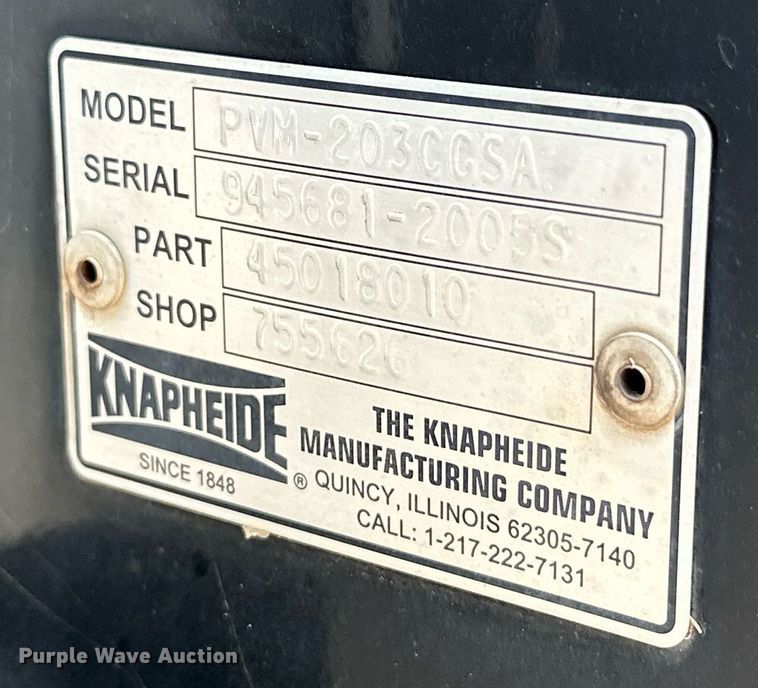 MODEL PVM-203CGSA
SERIAL 945681-2005S
PART 45018010
SHOP 755626
KNAPHEIDE
SINCE 1848
®
THE KNAPHEIDE
MANUFACTURING COMPANY
QUINCY, ILLINOIS 62305-7140
CALL: 1-217-222-7131
Purple Wave Auction